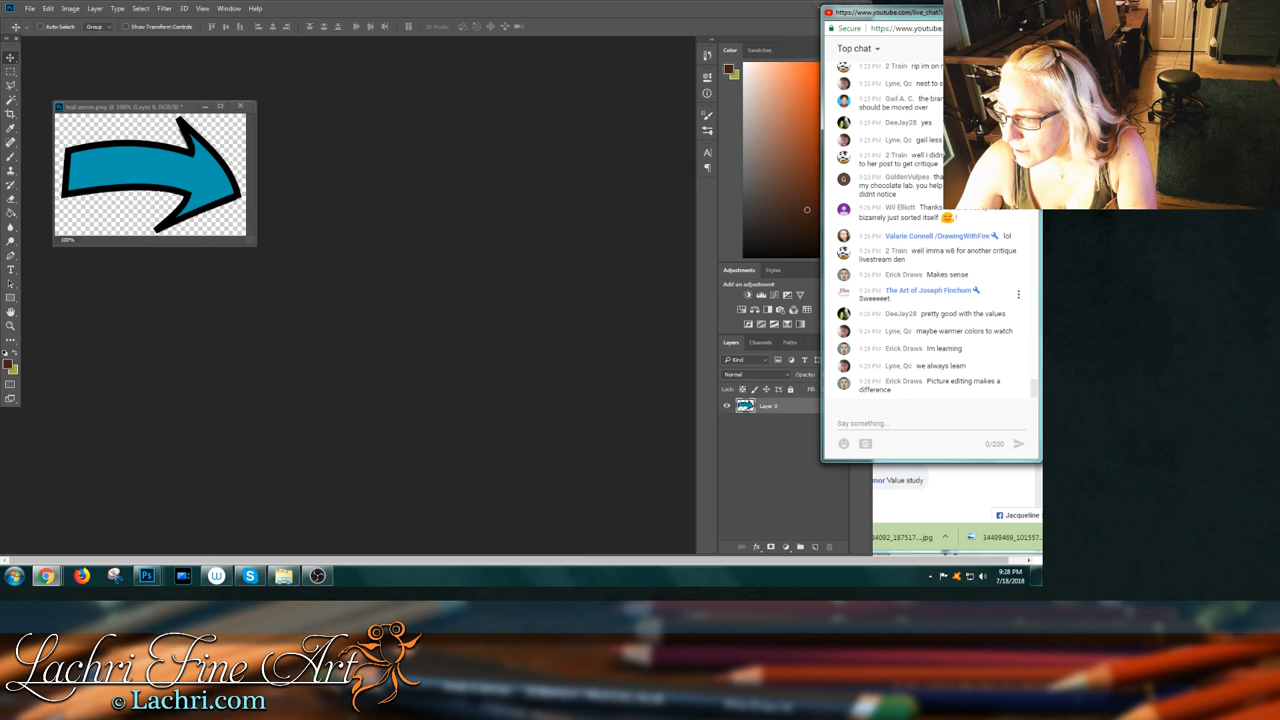 File Edit Image Layer Type Select Filter 3D View Window Help
Auto-Select: Group Show Transform Controls 3D Mode:
teal arrow.png @ 100% (Layer 0, RGB/8) *
100%
Color Swatches
Adjustments Styles
Add an adjustment
Layers Channels Paths
Kind
Normal Opacity:
Lock:
Layer 0
https://www.youtube.com/live_chat?
Secure https://www.youtube.
Top chat
9:25 PM 2 Train rip im on
9:25 PM Lyne, Qc nest to
9:25 PM Gail A. C. the
should be moved over
9:25 PM DeeJay28 yes
9:25 PM Lyne, Qc gail less
9:25 PM 2 Train well i
to her post to get critique
9:25 PM GoldenVulpes
my chocolate lab. you help
didnt notice
9:26 PM Wil Elliott Thanks
bizarrely just sorted itself !
9:26 PM Valarie Connell /DrawingWithFire lol
9:26 PM 2 Train well imma w8 for another critique
livestream den
9:26 PM Erick Draws Makes sense
9:26 PM The Art of Joseph Finchum
Sweeeeet.
9:26 PM DeeJay28 pretty good with the values
9:26 PM Lyne, Qc maybe warmer colors to watch
9:28 PM Erick Draws Im learning
9:28 PM Lyne, Qc we always learn
9:28 PM Erick Draws Picture editing makes a
difference
Say something...
0/200
Value study
Jacqueline
34092_187517....jpg
34499469_101557...
9:28 PM
7/18/2018
Lachri Fine Art
© Lachri.com